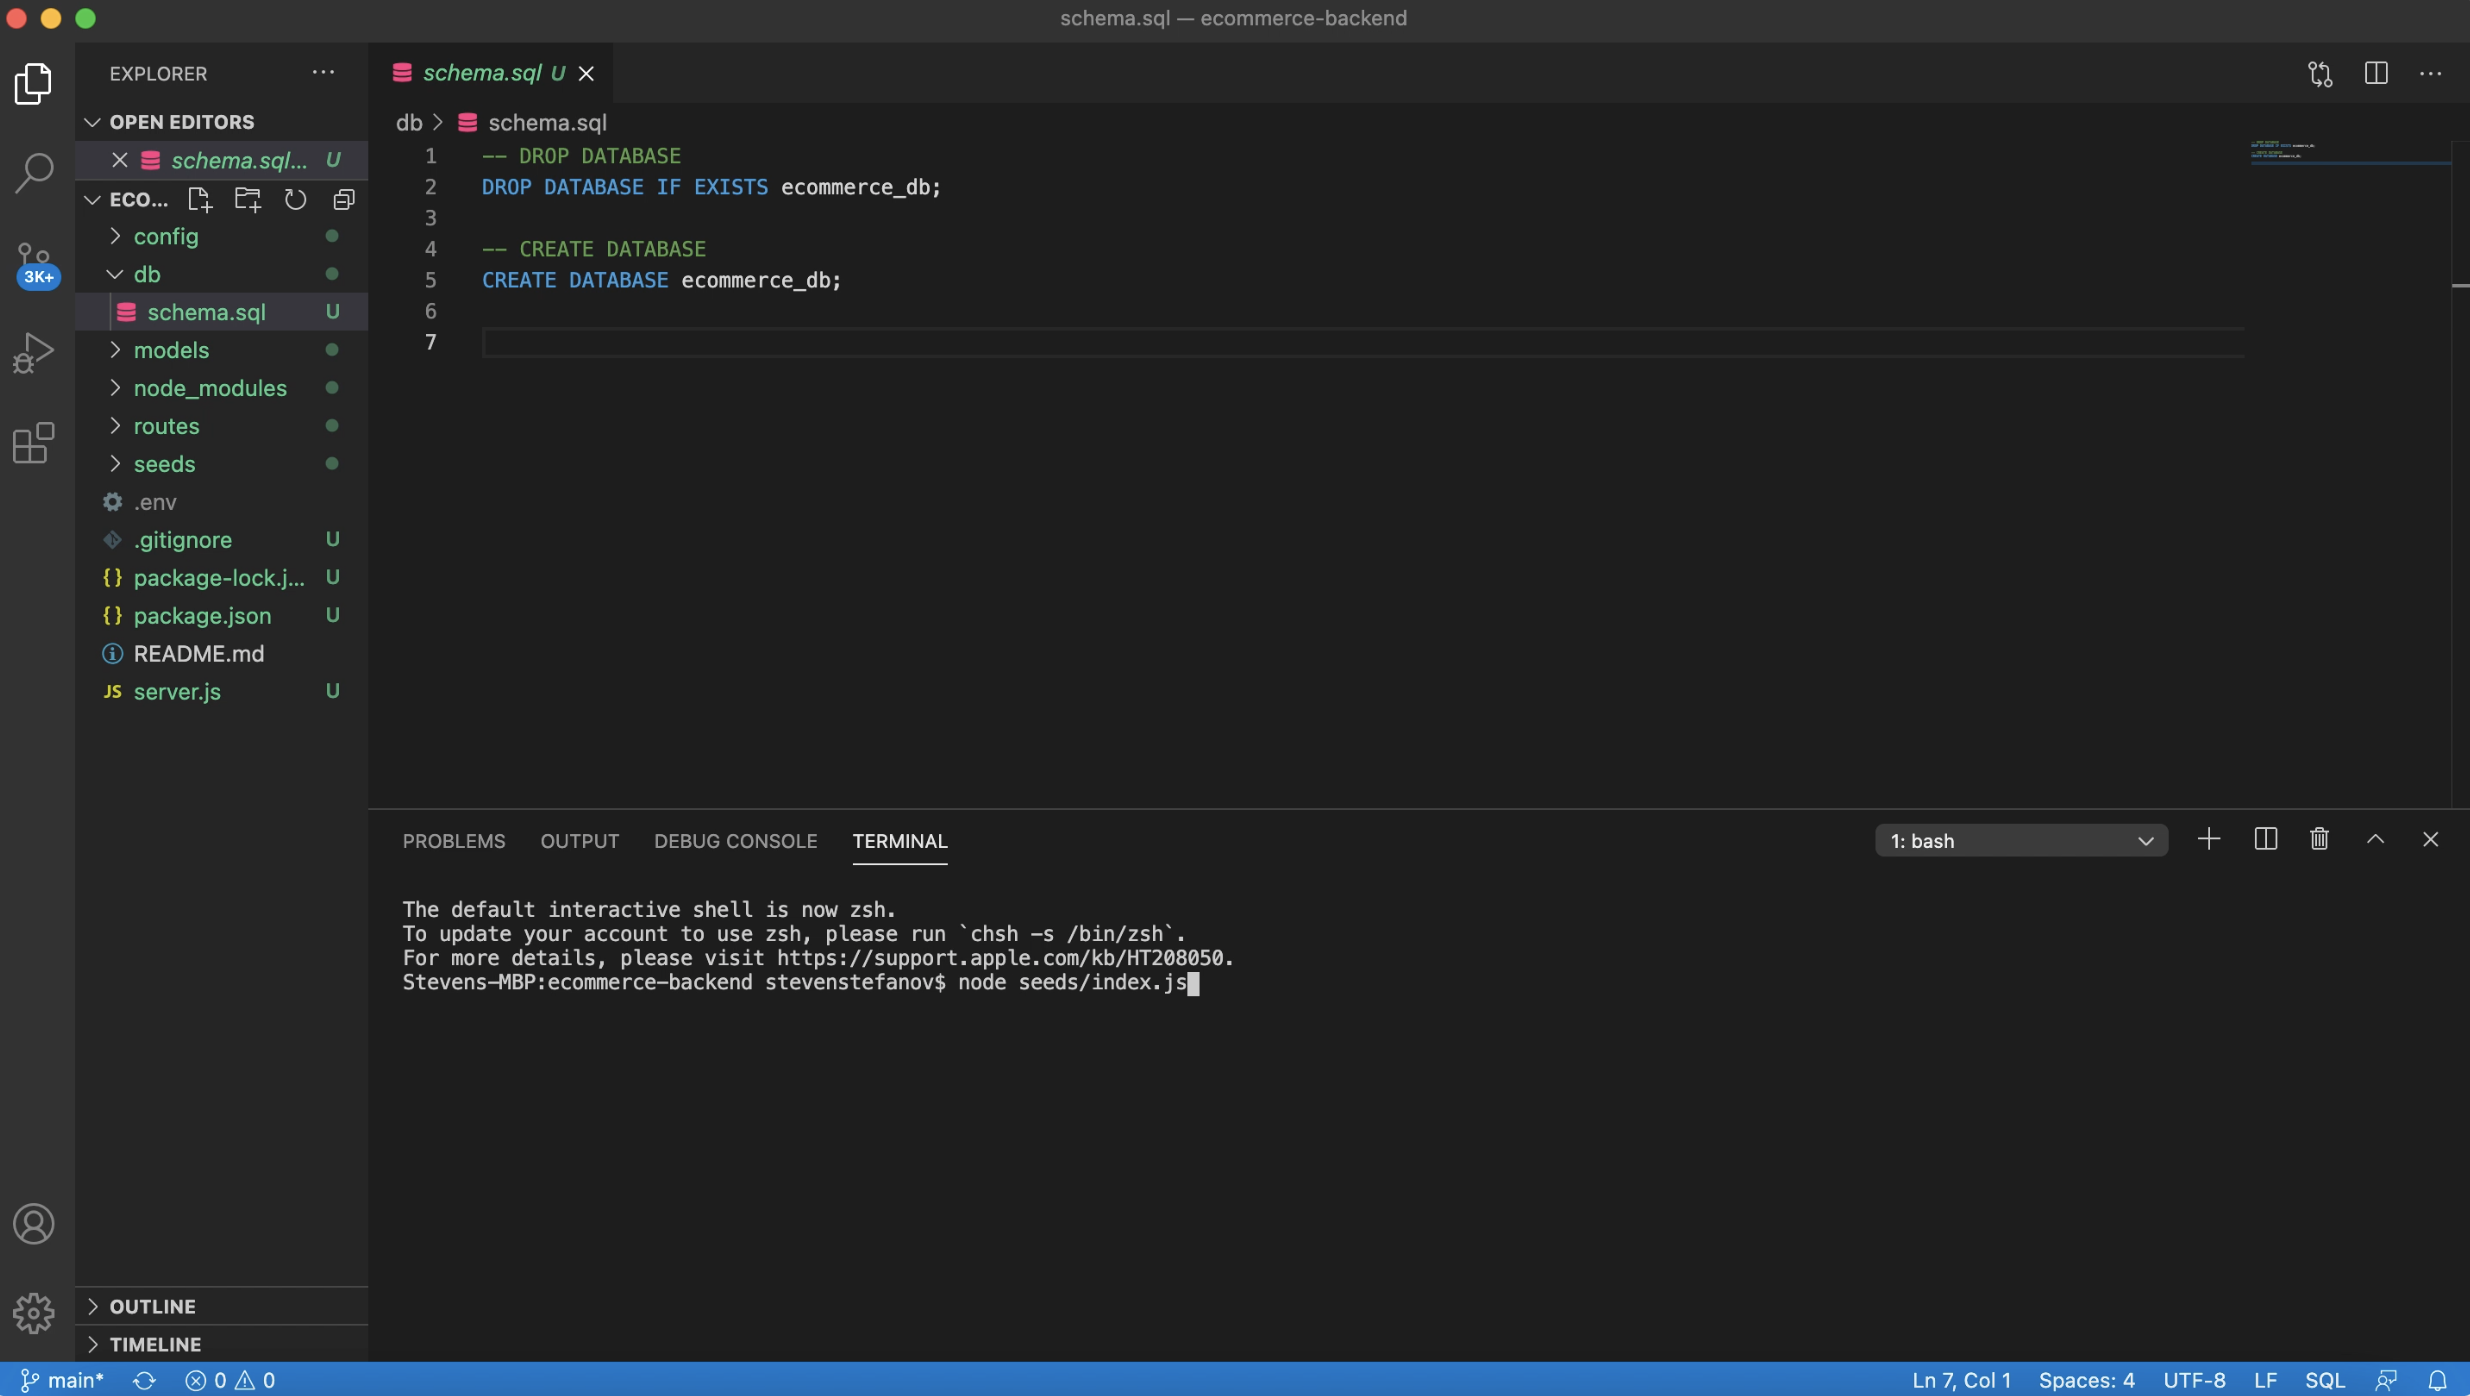 schema.sql — ecommerce-backend
EXPLORER
schema.sql U
OPEN EDITORS
schema.sql... U
ECO...
config
db
schema.sql U
models
node_modules
routes
seeds
.env
.gitignore U
package-lock.j... U
package.json U
README.md
JS server.js U
3K+
OUTLINE
TIMELINE
db > schema.sql
1 -- DROP DATABASE
2 DROP DATABASE IF EXISTS ecommerce_db;
3
4 -- CREATE DATABASE
5 CREATE DATABASE ecommerce_db;
6
7
PROBLEMS OUTPUT DEBUG CONSOLE TERMINAL
1: bash
The default interactive shell is now zsh.
To update your account to use zsh, please run `chsh -s /bin/zsh`.
For more details, please visit https://support.apple.com/kb/HT208050.
Stevens-MBP:ecommerce-backend stevenstefanov$ node seeds/index.js
main* 0 0
Ln 7, Col 1 Spaces: 4 UTF-8 LF SQL